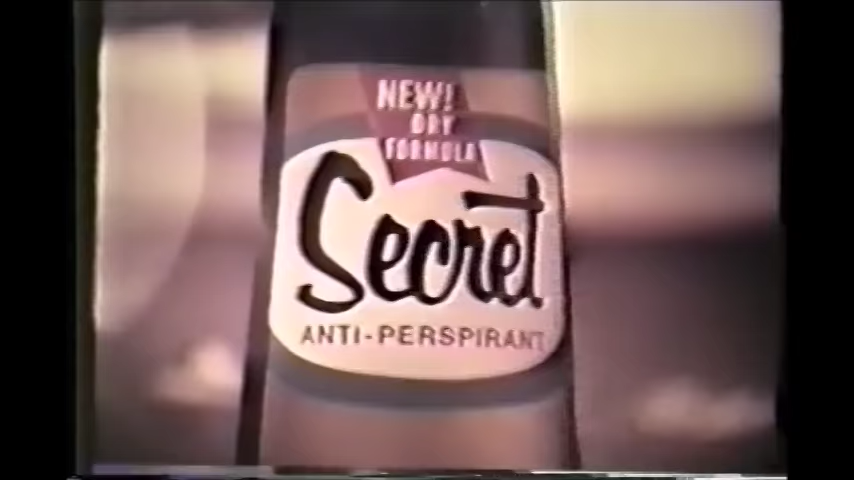 NEW!
DRY
FORMULA
Secret
ANTI-PERSPIRANT